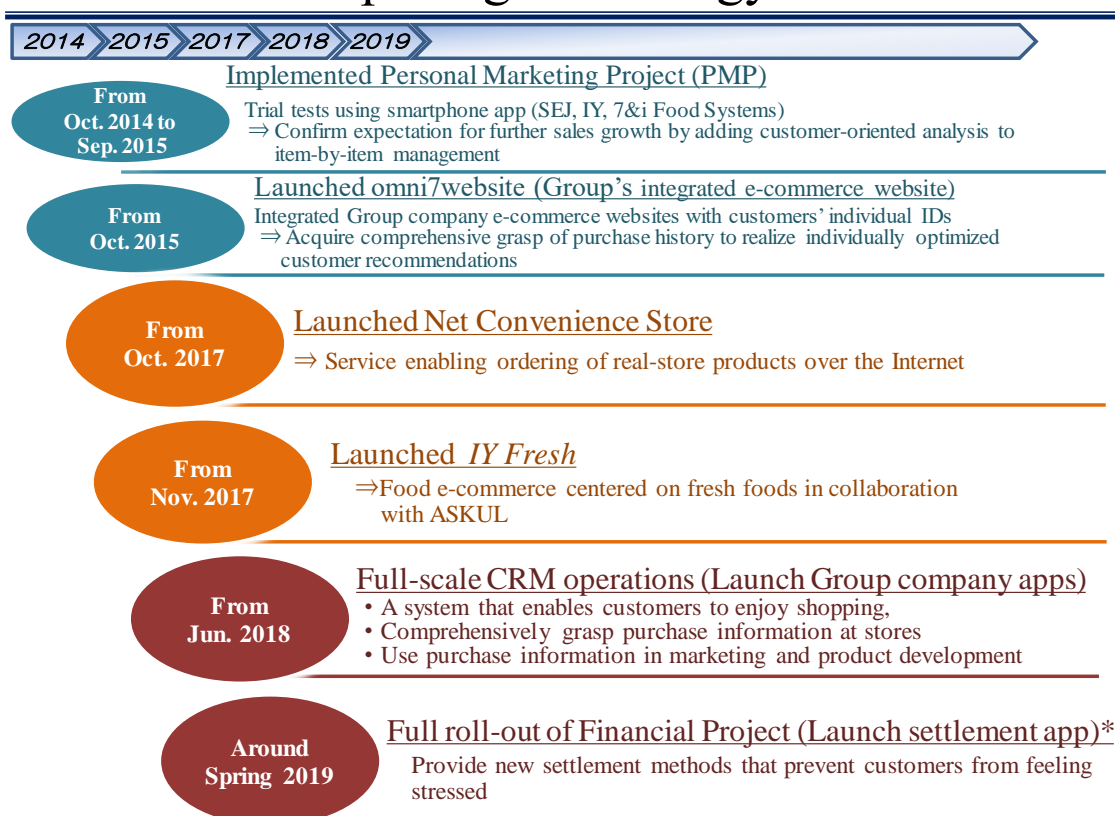 2014 2015 2017 2018 2019
Implemented Personal Marketing Project (PMP)
From
Oct. 2014 to
Sep. 2015
Trial tests using smartphone app (SEJ, IY, 7&i Food Systems)
⇒ Confirm expectation for further sales growth by adding customer-oriented analysis to
item-by-item management
Launched omni7website (Group's integrated e-commerce website)
From
Oct. 2015
Integrated Group company e-commerce websites with customers' individual IDs
⇒ Acquire comprehensive grasp of purchase history to realize individually optimized
customer recommendations
From
Oct. 2017
Launched Net Convenience Store
⇒ Service enabling ordering of real-store products over the Internet
From
Nov. 2017
Launched IY Fresh
⇒Food e-commerce centered on fresh foods in collaboration
with ASKUL
From
Jun. 2018
Full-scale CRM operations (Launch Group company apps)
• A system that enables customers to enjoy shopping,
• Comprehensively grasp purchase information at stores
• Use purchase information in marketing and product development
Around
Spring 2019
Full roll-out of Financial Project (Launch settlement app)*
Provide new settlement methods that prevent customers from feeling
stressed